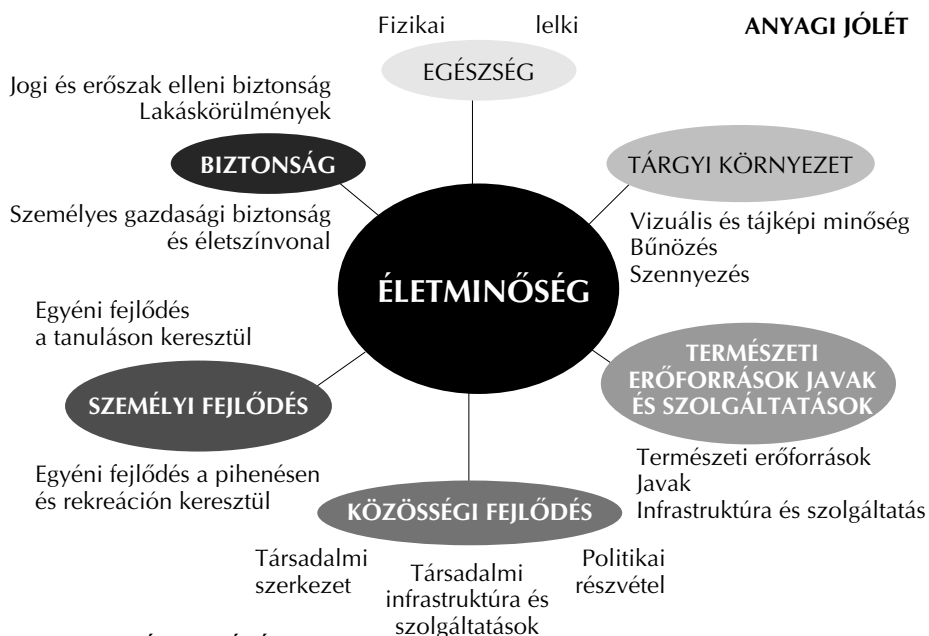 Fizikai lelki
ANYAGI JÓLÉT
EGÉSZSÉG
Jogi és erőszak elleni biztonság
Lakáskörülmények
BIZTONSÁG
Személyes gazdasági biztonság
és életszínvonal
TÁRGYI KÖRNYEZET
Vizuális és tájképi minőség
Bűnözés
Szennyezés
ÉLETMINŐSÉG
Egyéni fejlődés
a tanuláson keresztül
SZEMÉLYI FEJLŐDÉS
Egyéni fejlődés a pihenésen
és rekreáción keresztül
TERMÉSZETI
ERŐFORRÁSOK JAVAK
ÉS SZOLGÁLTATÁSOK
Természeti erőforrások
Javak
Infrastruktúra és szolgáltatás
KÖZÖSSÉGI FEJLŐDÉS
Társadalmi
szerkezet
Társadalmi
infrastruktúra és
szolgáltatások
Politikai
részvétel